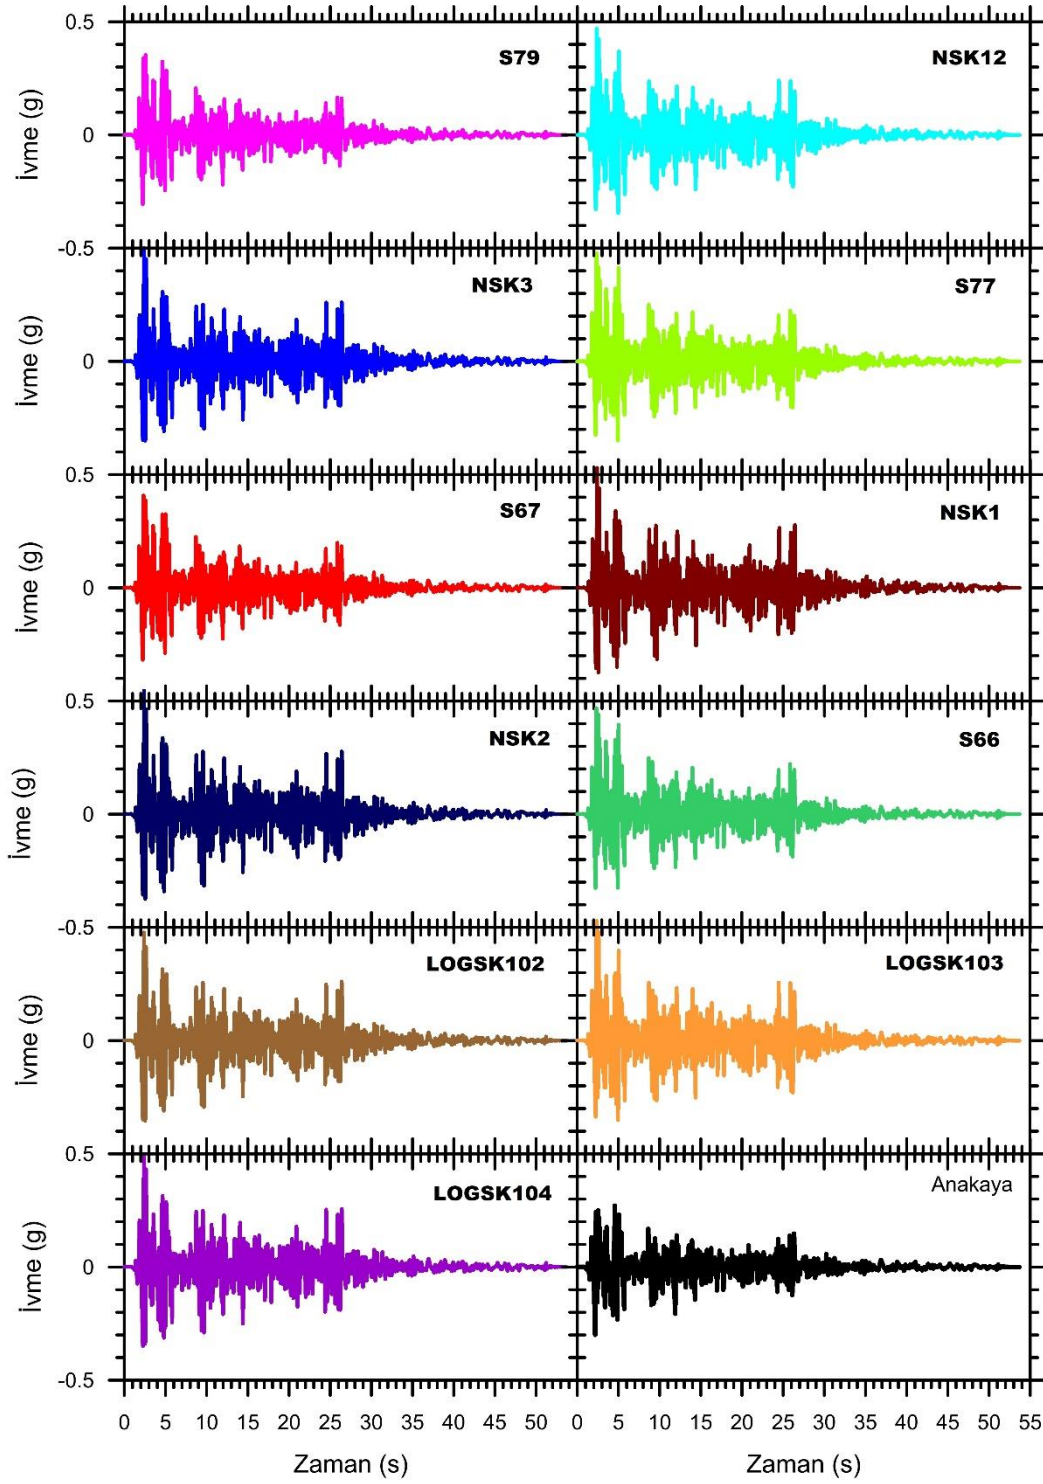 0.5
S79
NSK12
İvme (g)
0
-0.5
NSK3
S77
İvme (g)
0
0.5
S67
NSK1
İvme (g)
0
0.5
NSK2
S66
İvme (g)
0
-0.5
LOGSK102
LOGSK103
İvme (g)
0
0.5
LOGSK104
Anakaya
İvme (g)
0
-0.5
0 5 10 15 20 25 30 35 40 45 50 0 5 10 15 20 25 30 35 40 45 50 55
Zaman (s) Zaman (s)